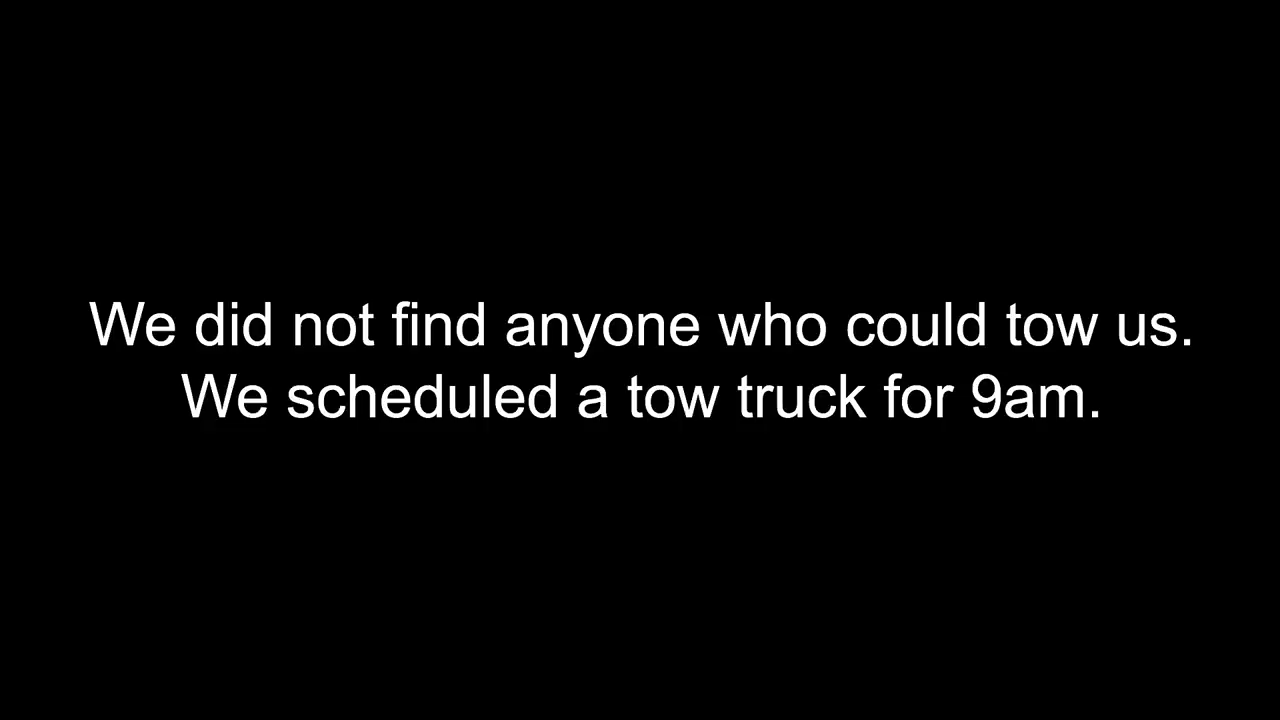 We did not find anyone who could tow us.
We scheduled a tow truck for 9am.